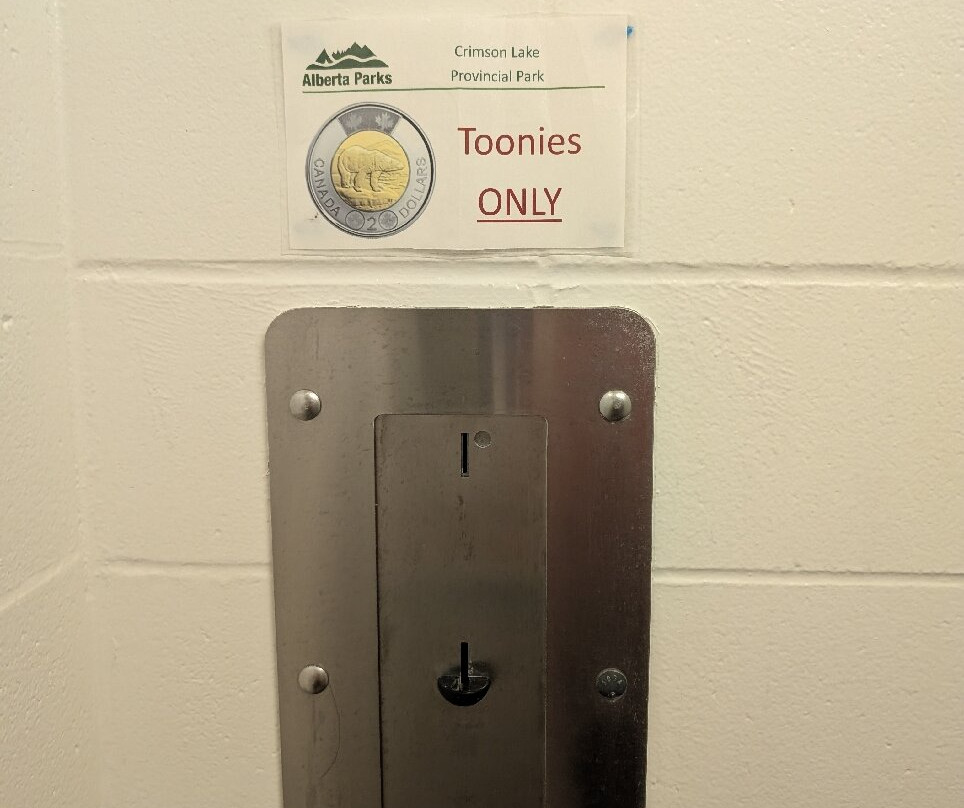 Alberta Parks
Crimson Lake
Provincial Park
Toonies
ONLY
CANADA 2 DOLLARS